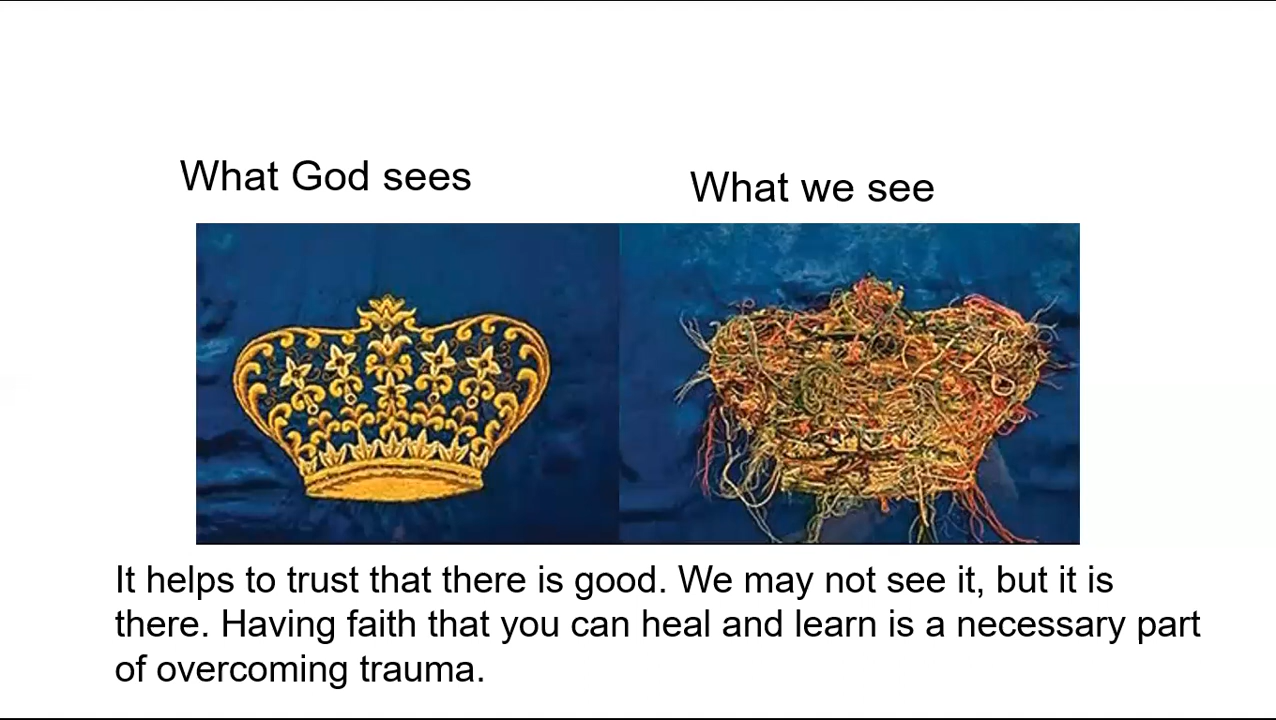 What God sees
What we see
It helps to trust that there is good. We may not see it, but it is
there. Having faith that you can heal and learn is a necessary part
of overcoming trauma.